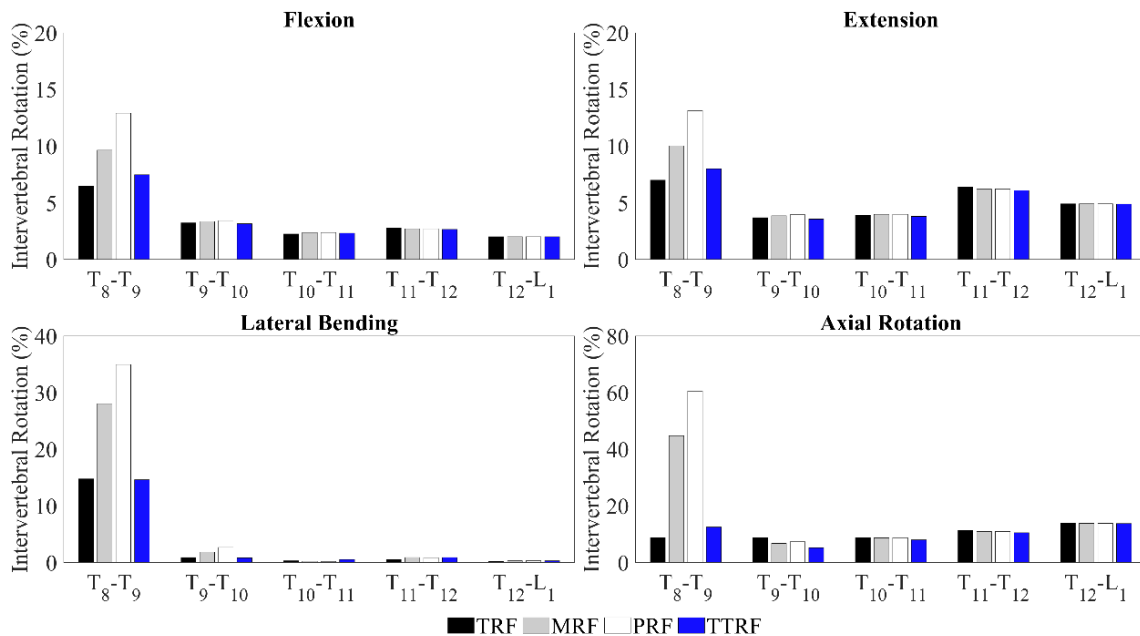 Flexion
Intervertebral Rotation (%)
20
15
10
5
0
T8-T9
T9-T10
T10-T11
T11-T12
T12-L1
Extension
Intervertebral Rotation (%)
20
15
10
5
0
T8-T9
T9-T10
T10-T11
T11-T12
T12-L1
Lateral Bending
Intervertebral Rotation (%)
40
30
20
10
0
T8-T9
T9-T10
T10-T11
T11-T12
T12-L1
Axial Rotation
Intervertebral Rotation (%)
80
60
40
20
0
T8-T9
T9-T10
T10-T11
T11-T12
T12-L1
TRF MRF PRF TTRF